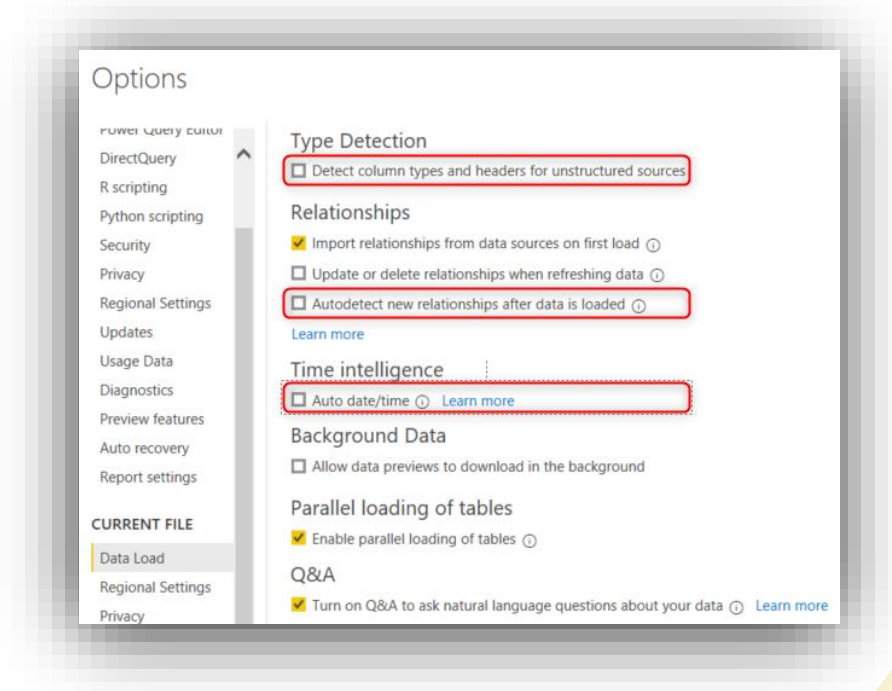 Options
Power Query Editor
DirectQuery
R scripting
Python scripting
Security
Privacy
Regional Settings
Updates
Usage Data
Diagnostics
Preview features
Auto recovery
Report settings
CURRENT FILE
Data Load
Regional Settings
Privacy
Type Detection
Detect column types and headers for unstructured sources
Relationships
Import relationships from data sources on first load
Update or delete relationships when refreshing data
Autodetect new relationships after data is loaded
Learn more
Time intelligence
Auto date/time Learn more
Background Data
Allow data previews to download in the background
Parallel loading of tables
Enable parallel loading of tables
Q&A
Turn on Q&A to ask natural language questions about your data Learn more